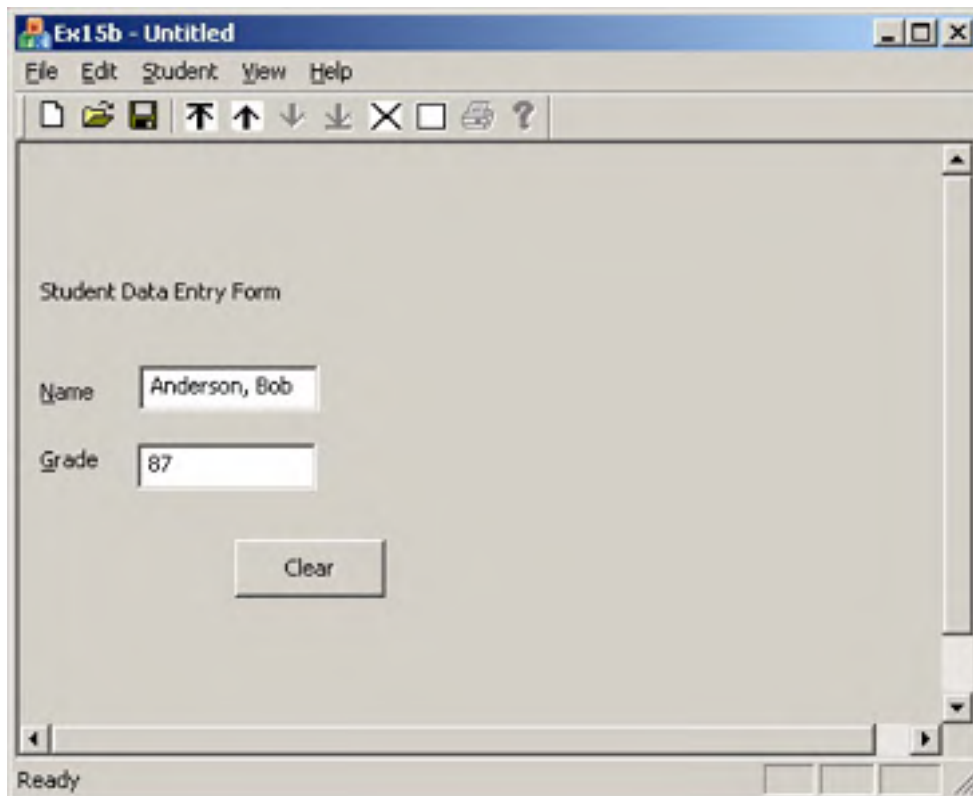 Ex15b - Untitled
File Edit Student View Help
Student Data Entry Form
Name Anderson, Bob
Grade 87
Clear
Ready